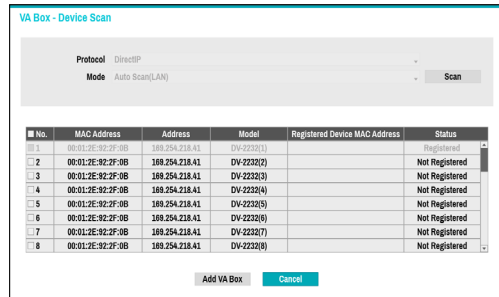 VA Box - Device Scan
Protocol DirectIP
Mode Auto Scan(LAN) Scan
No. MAC Address Address Model Registered Device MAC Address Status
1 00:01:2E:92:2F:0B 169.254.218.41 DV-2232(1) Registered
2 00:01:2E:92:2F:0B 169.254.218.41 DV-2232(2) Not Registered
3 00:01:2E:92:2F:0B 169.254.218.41 DV-2232(3) Not Registered
4 00:01:2E:92:2F:0B 169.254.218.41 DV-2232(4) Not Registered
5 00:01:2E:92:2F:0B 169.254.218.41 DV-2232(5) Not Registered
6 00:01:2E:92:2F:0B 169.254.218.41 DV-2232(6) Not Registered
7 00:01:2E:92:2F:0B 169.254.218.41 DV-2232(7) Not Registered
8 00:01:2E:92:2F:0B 169.254.218.41 DV-2232(8) Not Registered
Add VA Box Cancel